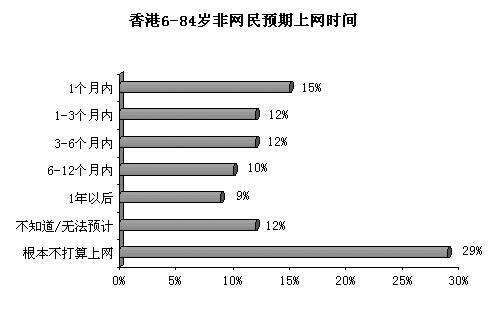 香港6-84岁非网民预期上网时间
1个月内 15%
1-3个月内 12%
3-6个月内 12%
6-12个月内 10%
1年以后 9%
不知道/无法预计 12%
根本不打算上网 29%
0% 5% 10% 15% 20% 25% 30%